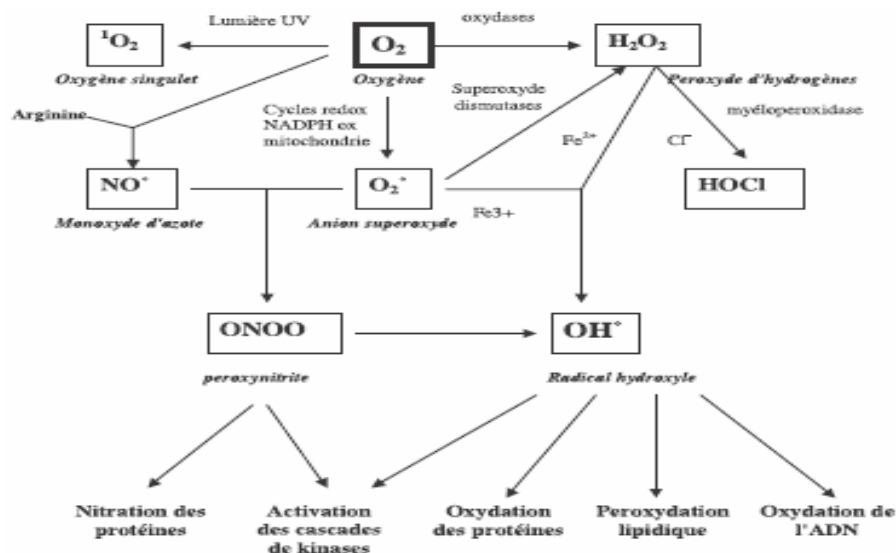 Lumière UV
oxydases
¹O₂
O₂
H₂O₂
Oxygène singulet
Oxygène
Peroxyde d'hydrogènes
Arginine
Cycles redox
NADPH ox
mitochondrie
Superoxyde
dismutases
myéloperoxidase
Fe²⁺
Cl⁻
NO°
O₂°
HOCl
Monoxyde d'azote
Anion superoxyde
Fe3+
ONOO
OH°
peroxynitrite
Radical hydroxyle
Nitration des
protéines
Activation
des cascades
de kinases
Oxydation
des protéines
Peroxydation
lipidique
Oxydation de
l'ADN